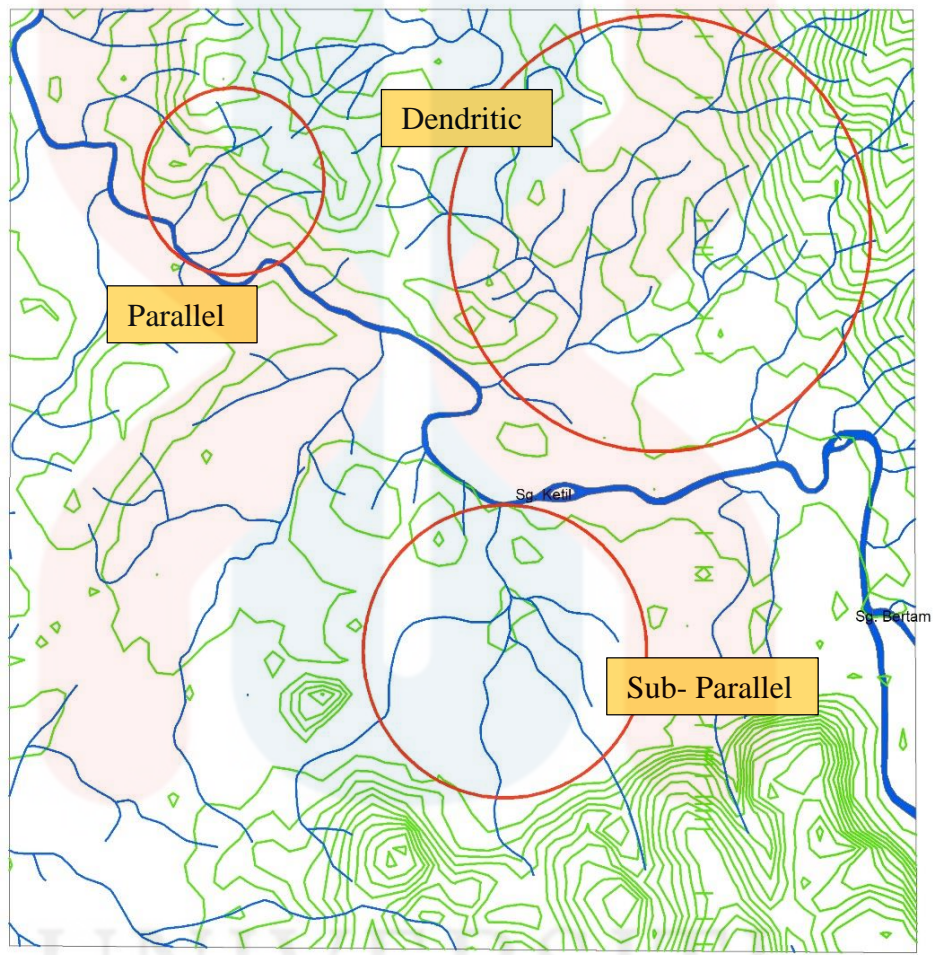 Dendritic
Parallel
Sg. Ketil
Sg. Bertam
Sub- Parallel